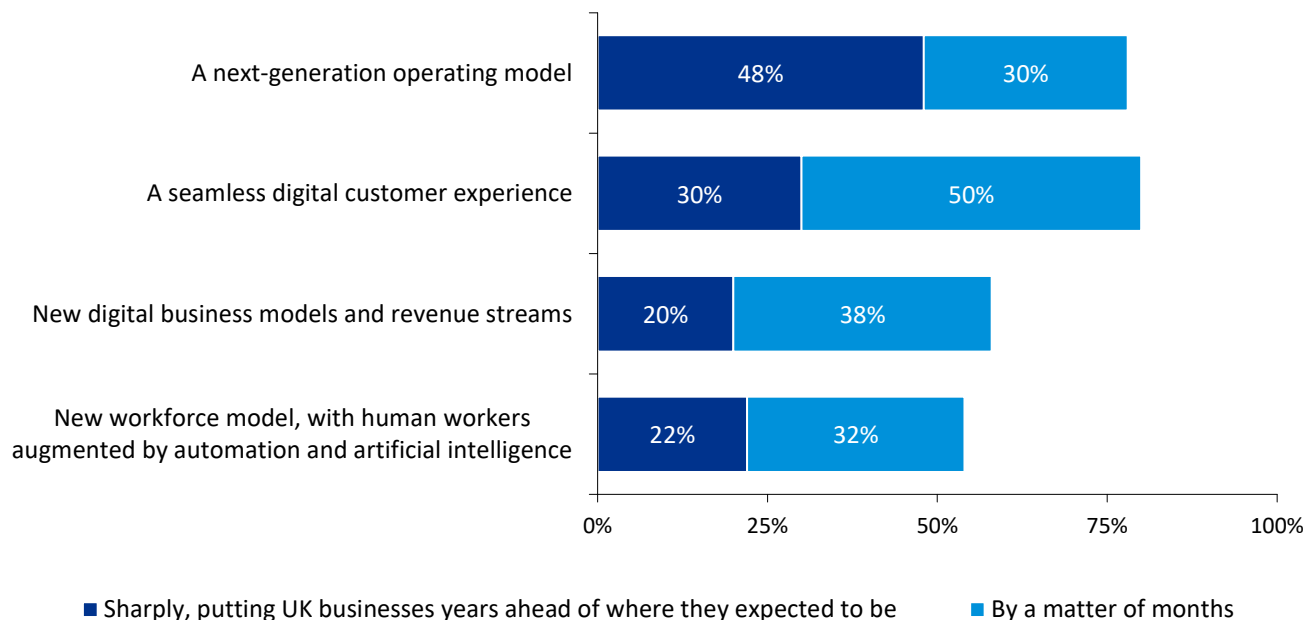 A next-generation operating model
48%
30%
A seamless digital customer experience
30%
50%
New digital business models and revenue streams
20%
38%
New workforce model, with human workers
augmented by automation and artificial intelligence
22%
32%
0%
25%
50%
75%
100%
Sharply, putting UK businesses years ahead of where they expected to be
By a matter of months